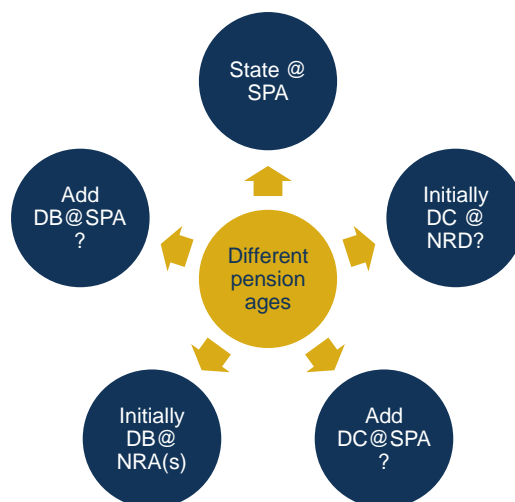 State @
SPA
Initially
DC @
NRD?
Add
DC@SPA
?
Initially
DB@
NRA(s)
Add
DB@SPA
?
Different
pension
ages